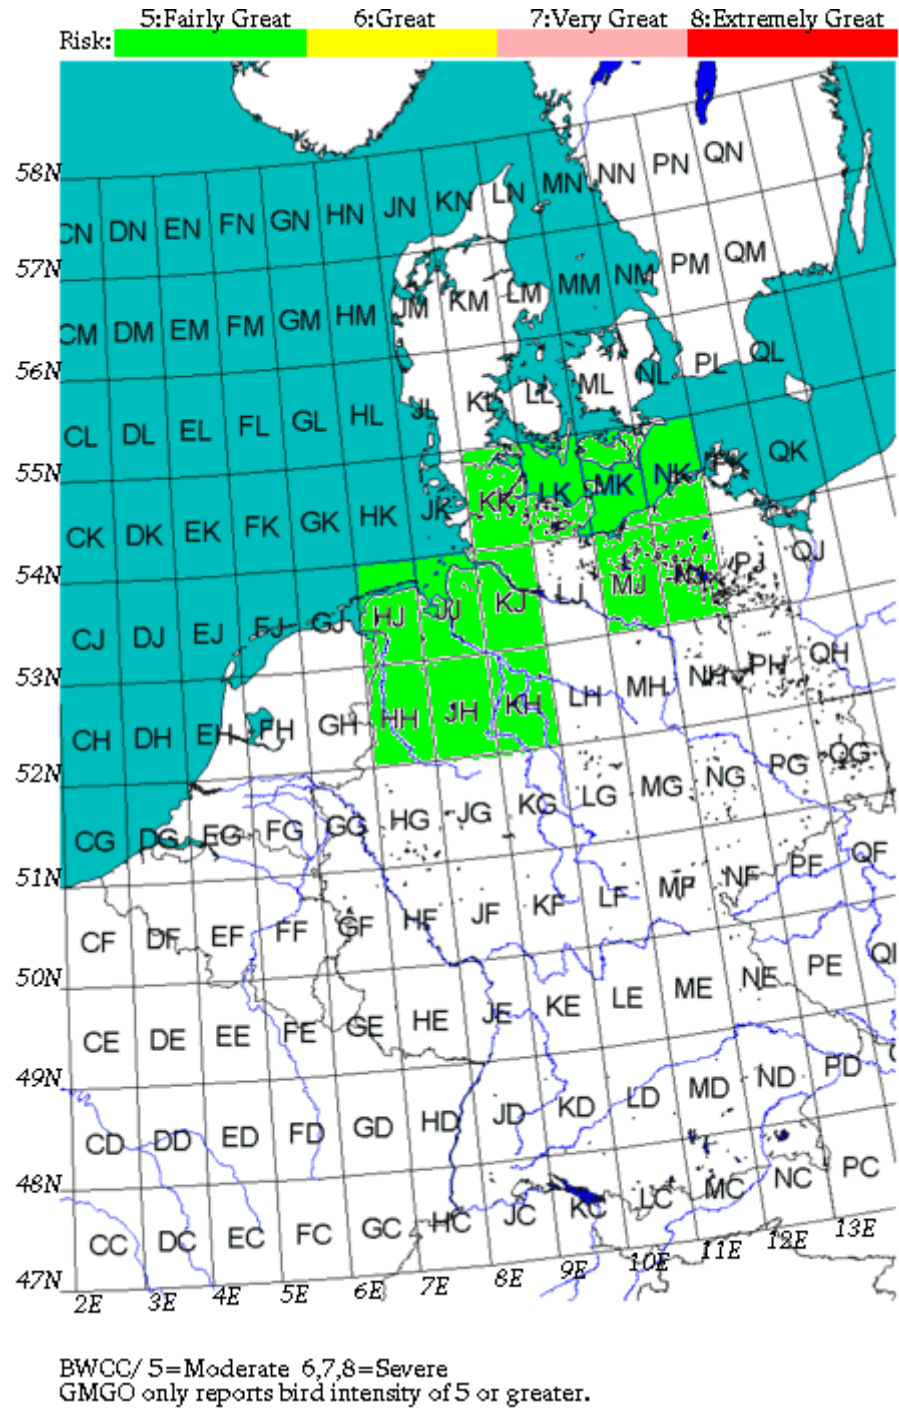 5:Fairly Great 6:Great 7:Very Great 8:Extremely Great
Risk:
58N
CN DN EN FN GN HN JN KN LN MN NN PN QN
57N
CM DM EM FM GM HM JM KM LM MM NM PM QM
56N
CL DL EL FL GL HL JL KL LL ML NL PL QL
55N
CK DK EK FK GK HK JK KK LK MK NK PK QK
54N
CJ DJ EJ FJ GJ HJ JJ KJ LJ MJ NJ PJ QJ
53N
CH DH EH FH GH HH JH KH LH MH NH PH QH
52N
CG DG EG FG GG HG JG KG LG MG NG PG QG
51N
CF DF EF FF GF HF JF KF LF MF NF PF QF
50N
CE DE EE FE GE HE JE KE LE ME NE PE
49N
CD DD ED FD GD HD JD KD LD MD ND PD
48N
CC DC EC FC GC HC JC KC LC MC NC PC
47N
2E 3E 4E 5E 6E 7E 8E 9E 10E 11E 12E 13E
BWCC/ 5=Moderate 6,7,8=Severe
GMGO only reports bird intensity of 5 or greater.